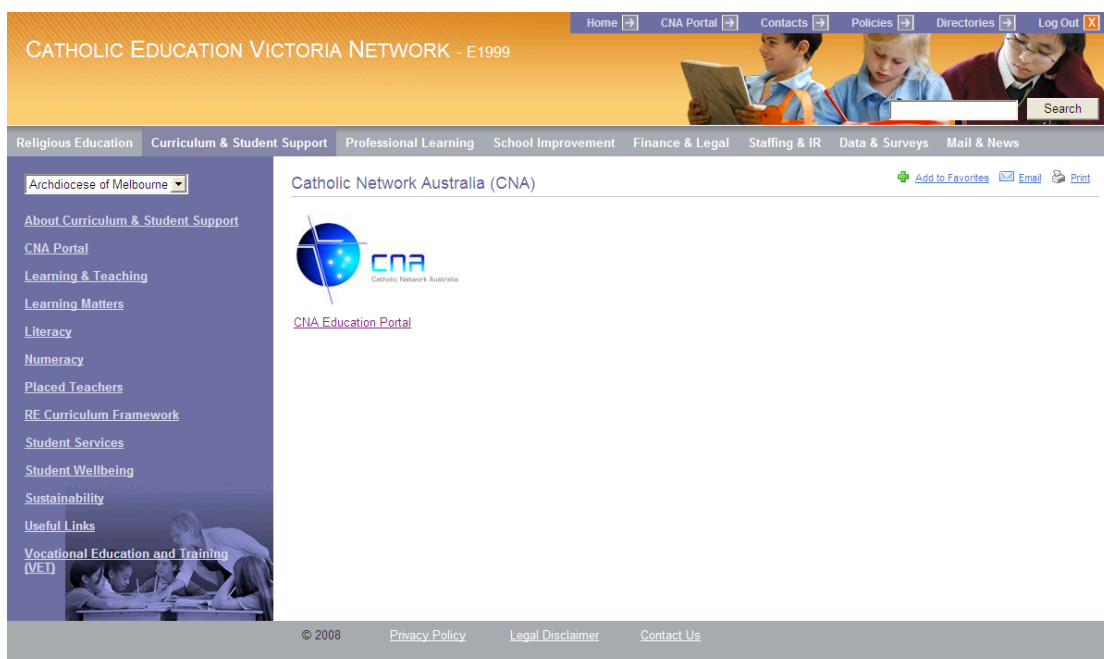 Home CNA Portal Contacts Policies Directories Log Out X
CATHOLIC EDUCATION VICTORIA NETWORK - E1999
Search
Religious Education Curriculum & Student Support Professional Learning School Improvement Finance & Legal Staffing & IR Data & Surveys Mail & News
Archdiocese of Melbourne
Catholic Network Australia (CNA)
Add to Favorites Email Print
About Curriculum & Student Support
CNA Portal
Learning & Teaching
Learning Matters
Literacy
Numeracy
Placed Teachers
RE Curriculum Framework
Student Services
Student Wellbeing
Sustainability
Useful Links
Vocational Education and Training
(VET)
CNA
Catholic Network Australia
CNA Education Portal
© 2008 Privacy Policy Legal Disclaimer Contact Us